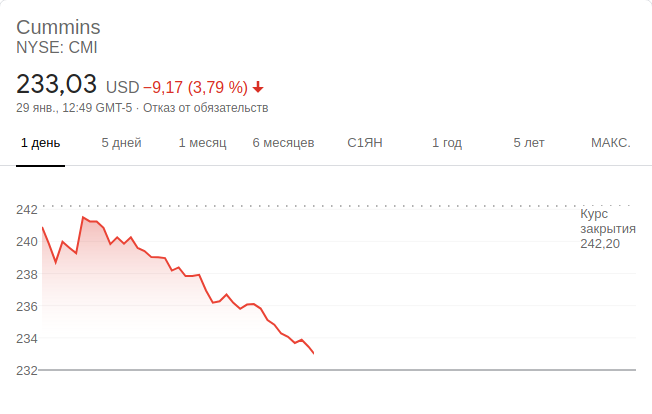 Cummins
NYSE: CMI
233,03 USD −9,17 (3,79 %)
29 янв., 12:49 GMT-5 · Отказ от обязательств
1 день 5 дней 1 месяц 6 месяцев С1ЯН 1 год 5 лет МАКС.
242
Курс
закрытия
242,20
240
238
236
234
232